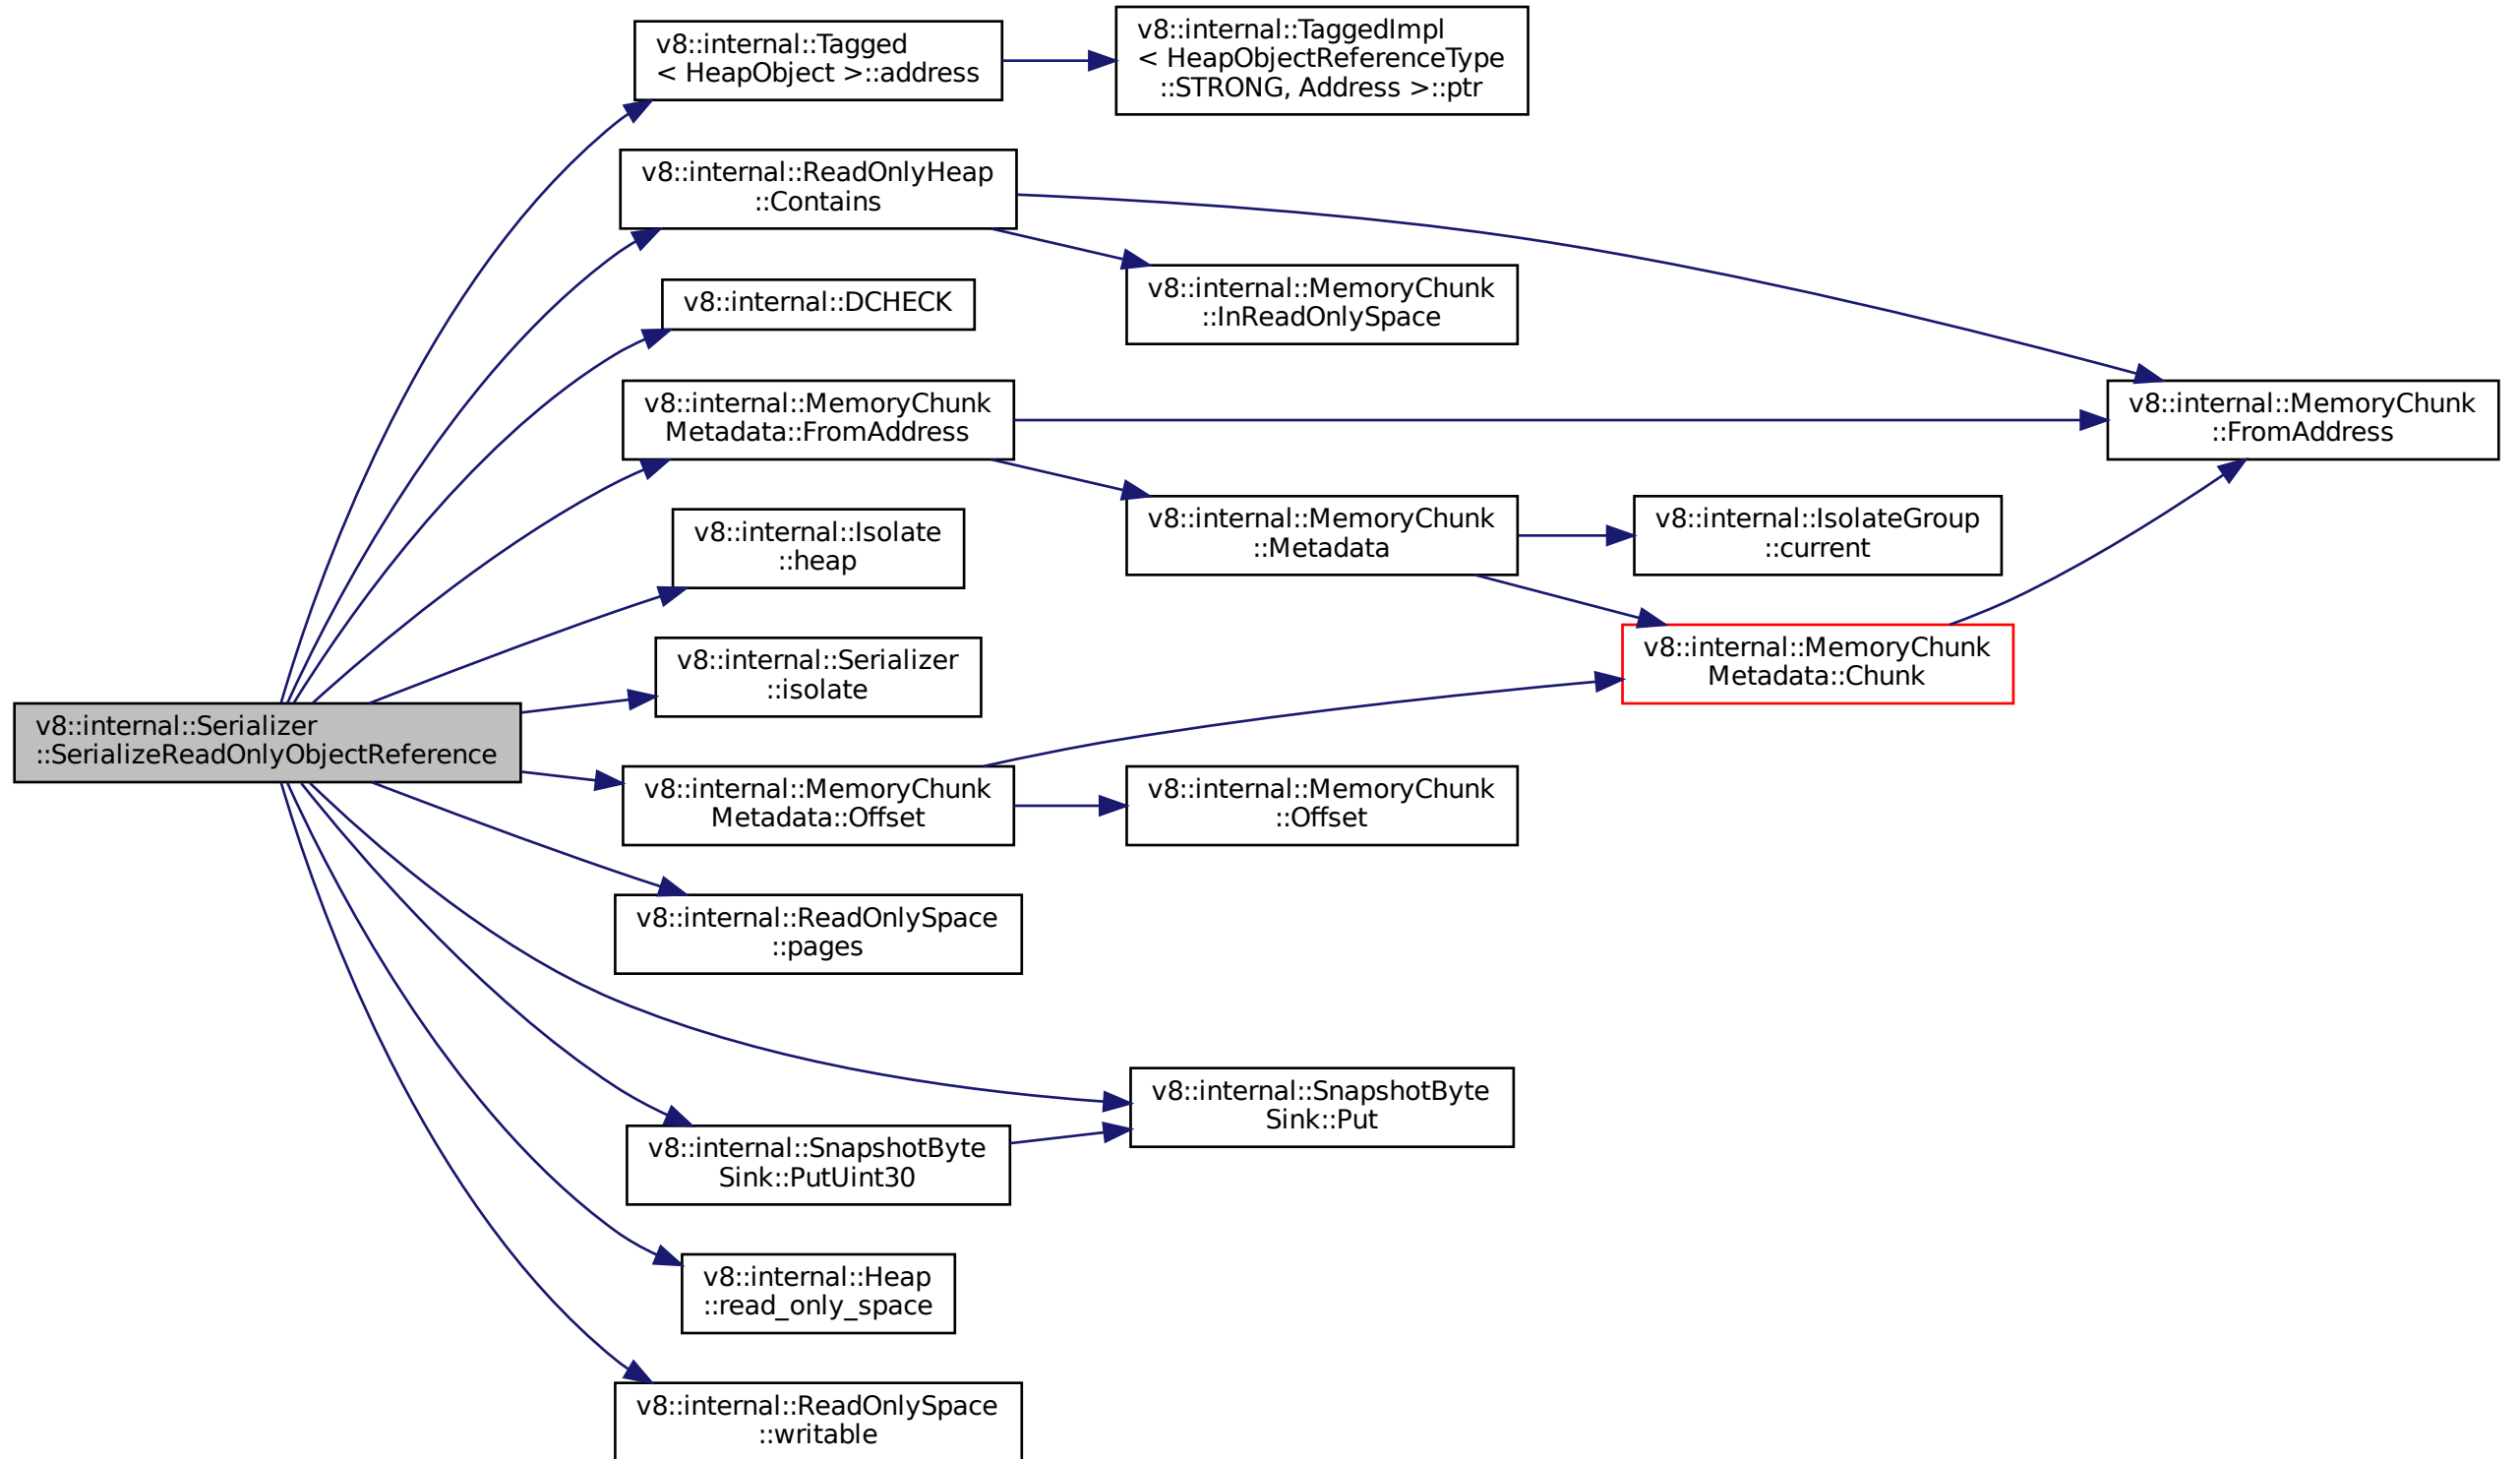 v8::internal::Tagged
< HeapObject >::address
v8::internal::TaggedImpl
< HeapObjectReferenceType
::STRONG, Address >::ptr
v8::internal::ReadOnlyHeap
::Contains
v8::internal::MemoryChunk
::InReadOnlySpace
v8::internal::DCHECK
v8::internal::MemoryChunk
Metadata::FromAddress
v8::internal::MemoryChunk
::FromAddress
v8::internal::MemoryChunk
::Metadata
v8::internal::IsolateGroup
::current
v8::internal::Isolate
::heap
v8::internal::Serializer
::isolate
v8::internal::MemoryChunk
Metadata::Chunk
v8::internal::Serializer
::SerializeReadOnlyObjectReference
v8::internal::MemoryChunk
Metadata::Offset
v8::internal::MemoryChunk
::Offset
v8::internal::ReadOnlySpace
::pages
v8::internal::SnapshotByte
Sink::Put
v8::internal::SnapshotByte
Sink::PutUint30
v8::internal::Heap
::read_only_space
v8::internal::ReadOnlySpace
::writable